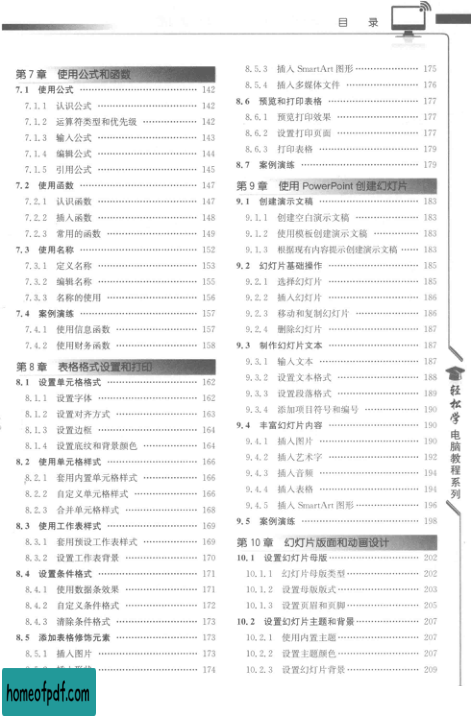 目 录
第7章 使用公式和函数
7.1 使用公式 142
7.1.1 认识公式 142
7.1.2 运算符类型和优先级 142
7.1.3 输入公式 143
7.1.4 编辑公式 144
7.1.5 引用公式 145
7.2 使用函数 147
7.2.1 认识函数 147
7.2.2 插入函数 148
7.2.3 常用的函数 149
7.3 使用名称 152
7.3.1 定义名称 153
7.3.2 编辑名称 155
7.3.3 名称的使用 156
7.4 案例演练 157
7.4.1 使用信息函数 157
7.4.2 使用财务函数 158
第8章 表格格式设置和打印
8.1 设置单元格格式 162
8.1.1 设置字体 162
8.1.2 设置对齐方式 163
8.1.3 设置边框 164
8.1.4 设置底纹和背景颜色 164
8.2 使用单元格样式 166
8.2.1 套用内置单元格样式 166
8.2.2 自定义单元格样式 166
8.2.3 合并单元格样式 168
8.3 使用工作表样式 169
8.3.1 套用预设工作表样式 169
8.3.2 设置工作表背景 170
8.4 设置条件格式 171
8.4.1 使用数据条效果 171
8.4.2 自定义条件格式 172
8.4.3 清除条件格式 173
8.5 添加表格修饰元素 173
8.5.1 插入图片 173
174
8.5.3 插入 SmartArt 图形 175
8.5.4 插入多媒体文件 176
8.6 预览和打印表格 177
8.6.1 预览打印效果 177
8.6.2 设置打印页面 177
8.6.3 打印表格 179
8.7 案例演练 179
第9章 使用 PowerPoint 创建幻灯片
9.1 创建演示文稿 183
9.1.1 创建空白演示文稿 183
9.1.2 使用模板创建演示文稿 183
9.1.3 根据现有内容提示创建演示文稿 183
9.2 幻灯片基础操作 185
9.2.1 选择幻灯片 185
9.2.2 插入幻灯片 186
9.2.3 移动和复制幻灯片 186
9.2.4 删除幻灯片 187
9.3 制作幻灯片文本 187
9.3.1 输入文本 187
9.3.2 设置文本格式 188
9.3.3 设置段落格式 189
9.3.4 添加项目符号和编号 190
9.4 丰富幻灯片内容 190
9.4.1 插入图片 190
9.4.2 插入艺术字 192
9.4.3 插入音频 194
9.4.4 插入表格 194
9.4.5 插入 SmartArt 图形 196
9.5 案例演练 198
第10章 幻灯片版面和动画设计
10.1 设置幻灯片母版 202
10.1.1 幻灯片母版类型 202
10.1.2 设置母版版式 203
10.1.3 设置页眉和页脚 205
10.2 设置幻灯片主题和背景 207
10.2.1 使用内置主题 207
10.2.2 设置主题颜色 207
10.2.3 设置幻灯片背景 209
轻松学电脑教程系列
homeofpdf.com